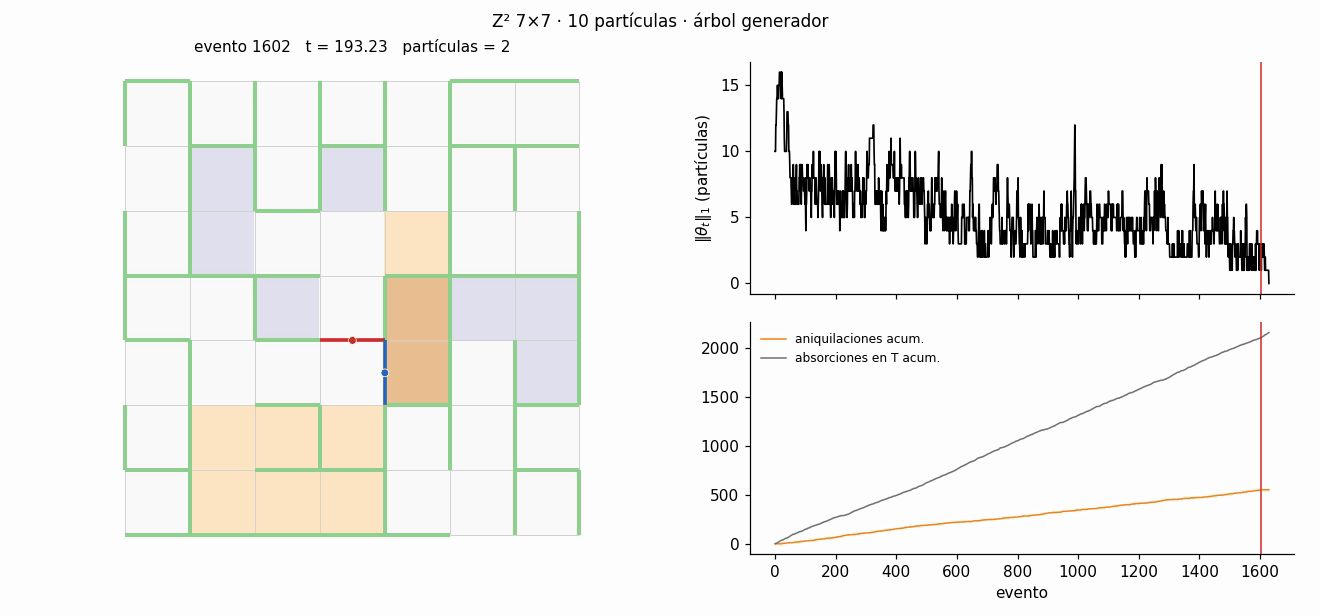 Z² 7×7 · 10 partículas · árbol generador
evento 1602   t = 193.23   partículas = 2
‖θₜ‖₁ (partículas)
15
10
5
0
aniquilaciones acum.
absorciones en T acum.
2000
1500
1000
500
0
0 200 400 600 800 1000 1200 1400 1600
evento